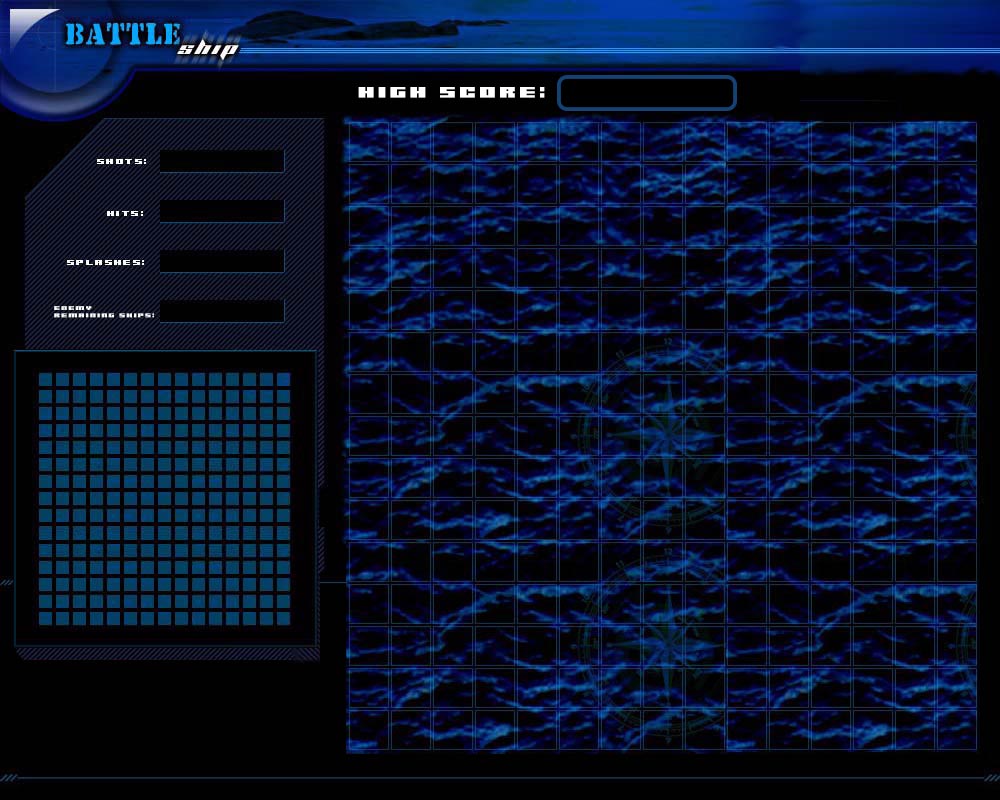 BATTLE
ship
HIGH SCORE:
SHOTS:
HITS:
SPLASHES:
ENEMY
REMAINING SHIPS: